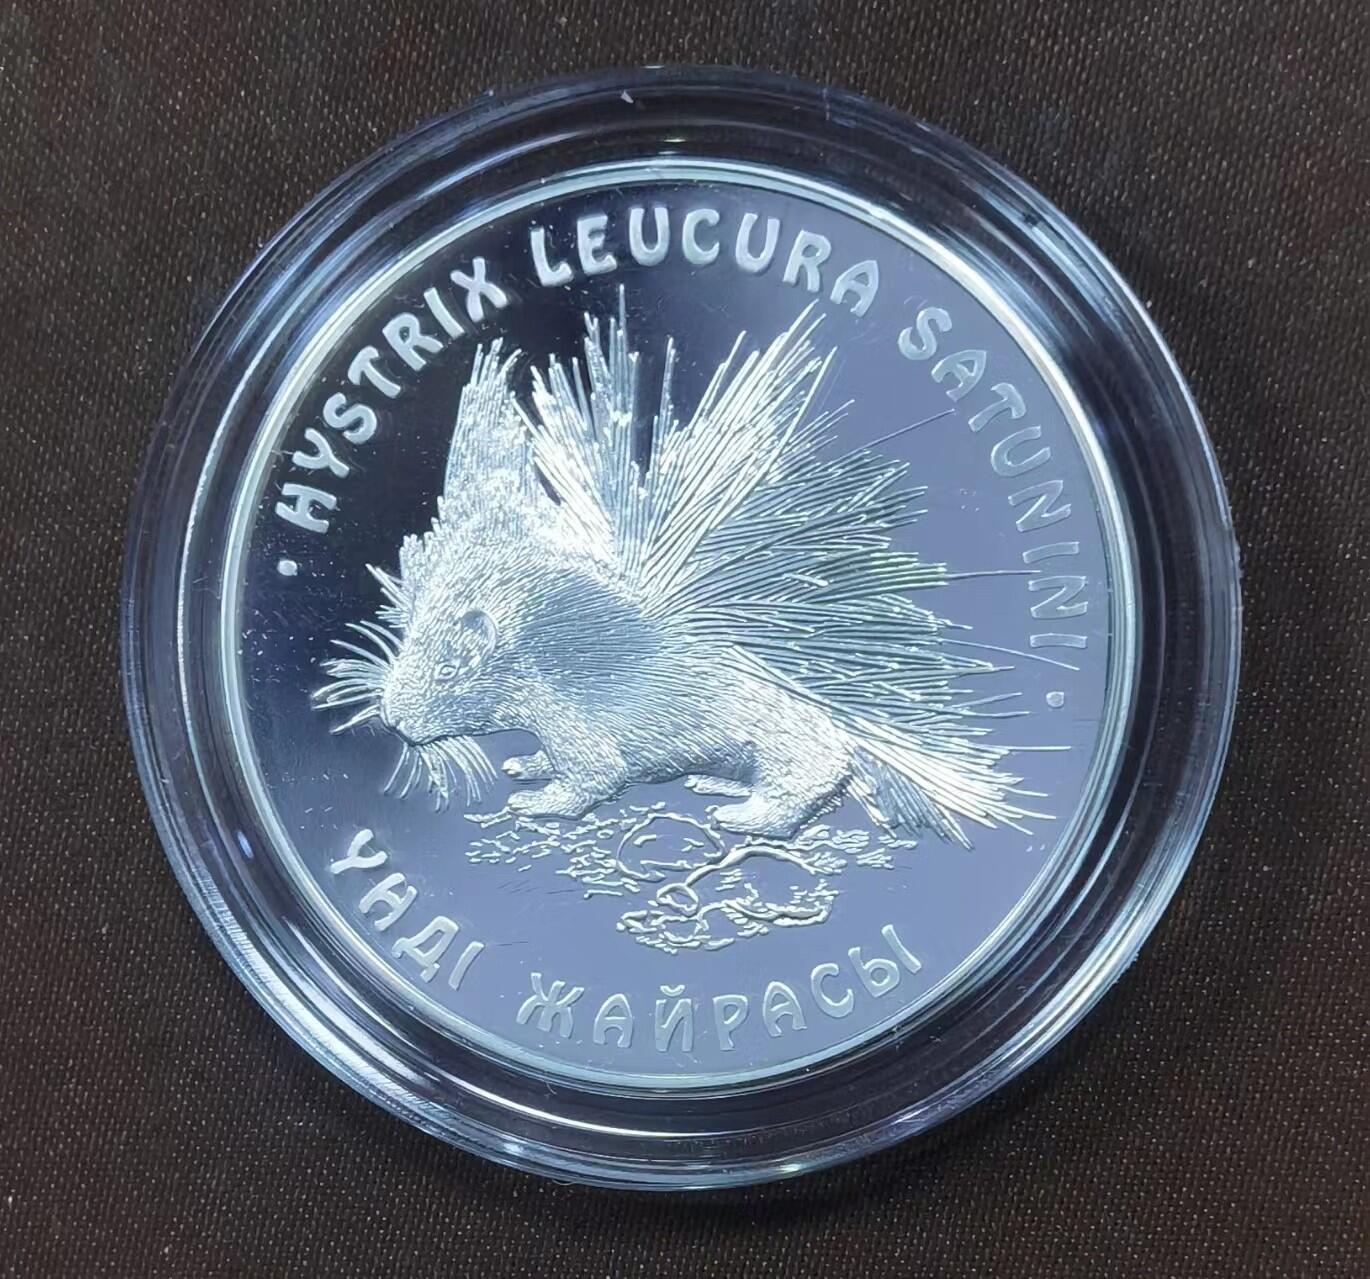 · HYSTRIX LEUCURA SATUNINI ·
ҮНДІ ЖАЙРАСЫ